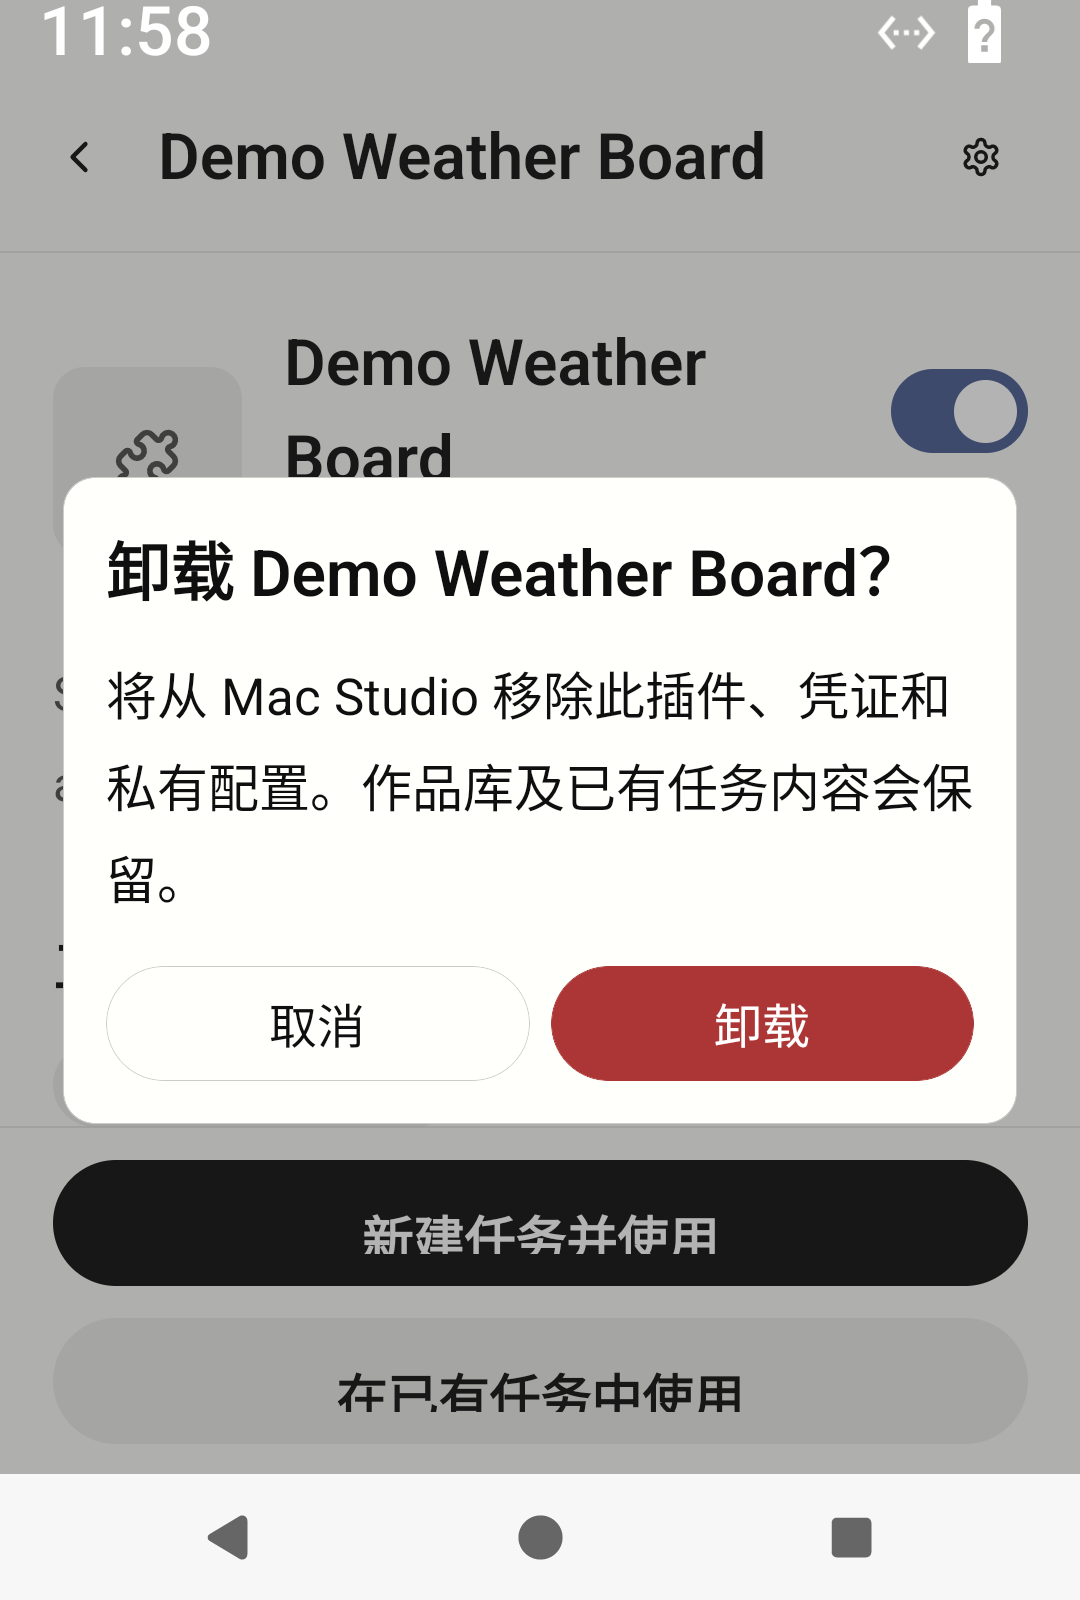 11:58
Demo Weather Board
Demo Weather
Board
卸载 Demo Weather Board?
将从 Mac Studio 移除此插件、凭证和
私有配置。作品库及已有任务内容会保
留。
取消
卸载
新建任务并使用
在已有任务中使用